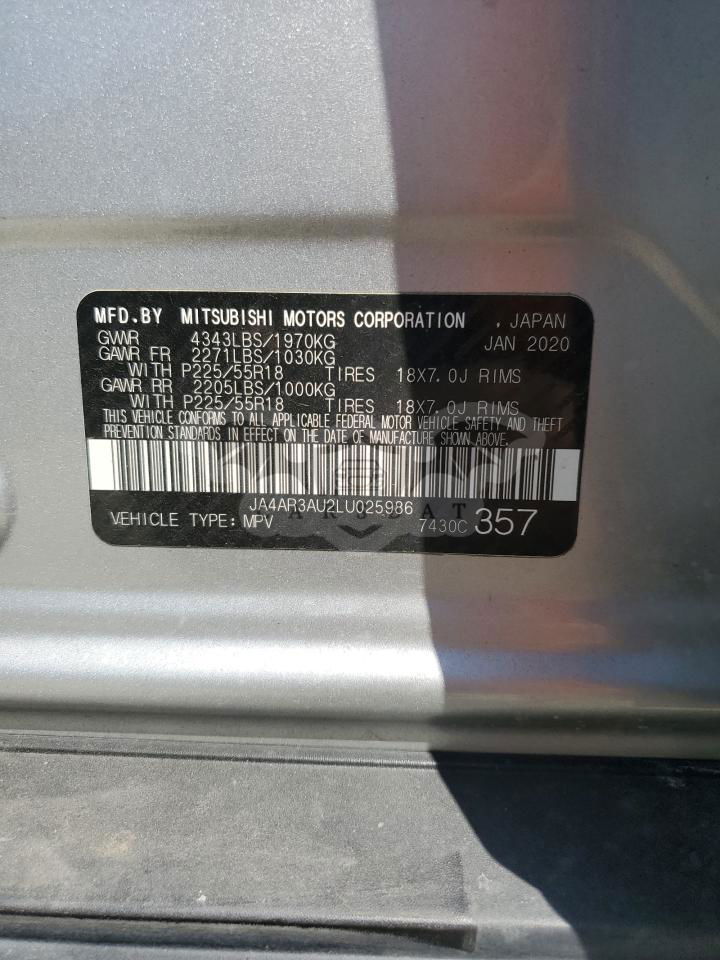 MFD.BY MITSUBISHI MOTORS CORPORATION , JAPAN
GVWR 4343LBS/1970KG JAN 2020
GAWR FR 2271LBS/1030KG
WITH P225/55R18 TIRES 18X7.0J RIMS
GAWR RR 2205LBS/1000KG
WITH P225/55R18 TIRES 18X7.0J RIMS
THIS VEHICLE CONFORMS TO ALL APPLICABLE FEDERAL MOTOR VEHICLE SAFETY AND THEFT
PREVENTION STANDARDS IN EFFECT ON THE DATE OF MANUFACTURE SHOWN ABOVE.
JA4AR3AU2LU025986
VEHICLE TYPE: MPV 7430C 357